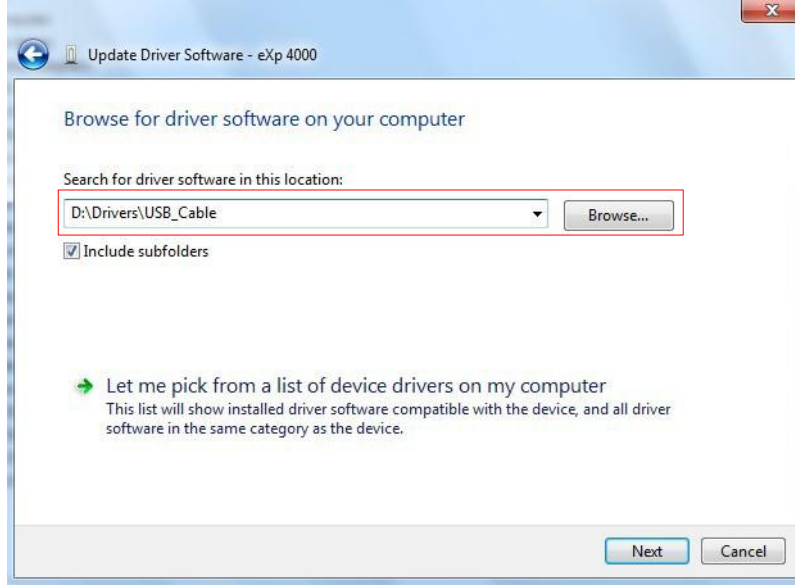 Update Driver Software - eXp 4000
Browse for driver software on your computer
Search for driver software in this location:
D:\Drivers\USB_Cable
Browse...
Include subfolders
Let me pick from a list of device drivers on my computer
This list will show installed driver software compatible with the device, and all driver
software in the same category as the device.
Next
Cancel